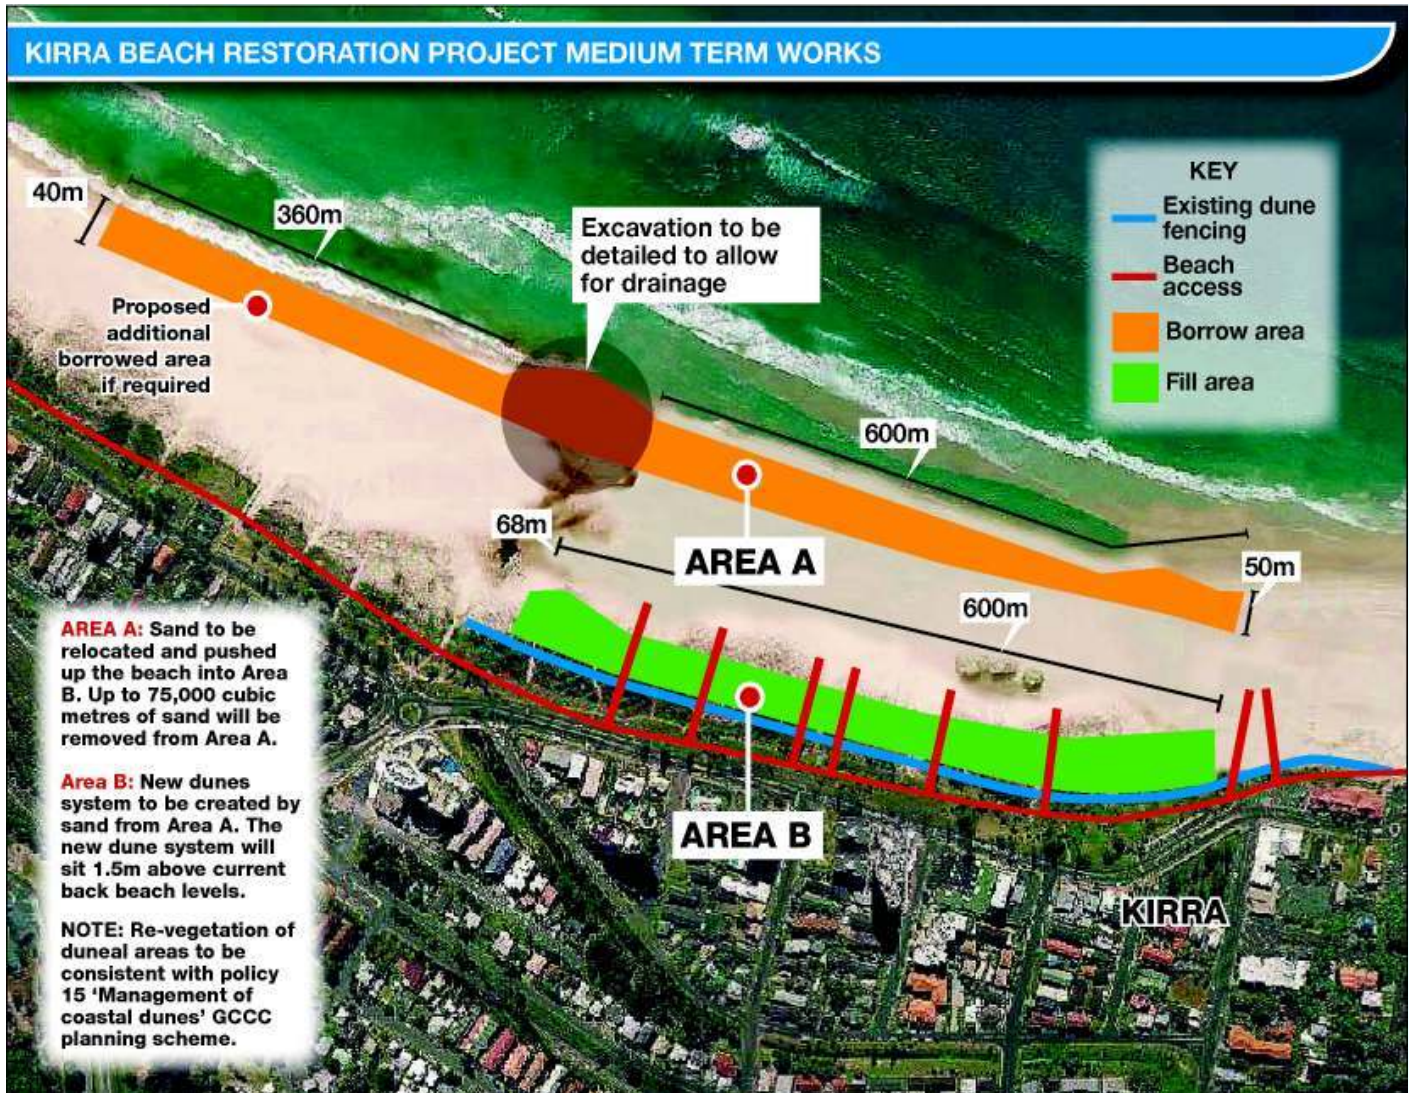 KIRRA BEACH RESTORATION PROJECT MEDIUM TERM WORKS
40m
360m
Excavation to be
detailed to allow
for drainage
KEY
Existing dune
fencing
Beach
access
Borrow area
Fill area
Proposed
additional
borrowed area
if required
600m
68m
AREA A
50m
600m
AREA A: Sand to be
relocated and pushed
up the beach into Area
B. Up to 75,000 cubic
metres of sand will be
removed from Area A.
Area B: New dunes
system to be created by
sand from Area A. The
new dune system will
sit 1.5m above current
back beach levels.
NOTE: Re-vegetation of
duneal areas to be
consistent with policy
15 ‘Management of
coastal dunes’ GCCC
planning scheme.
AREA B
KIRRA